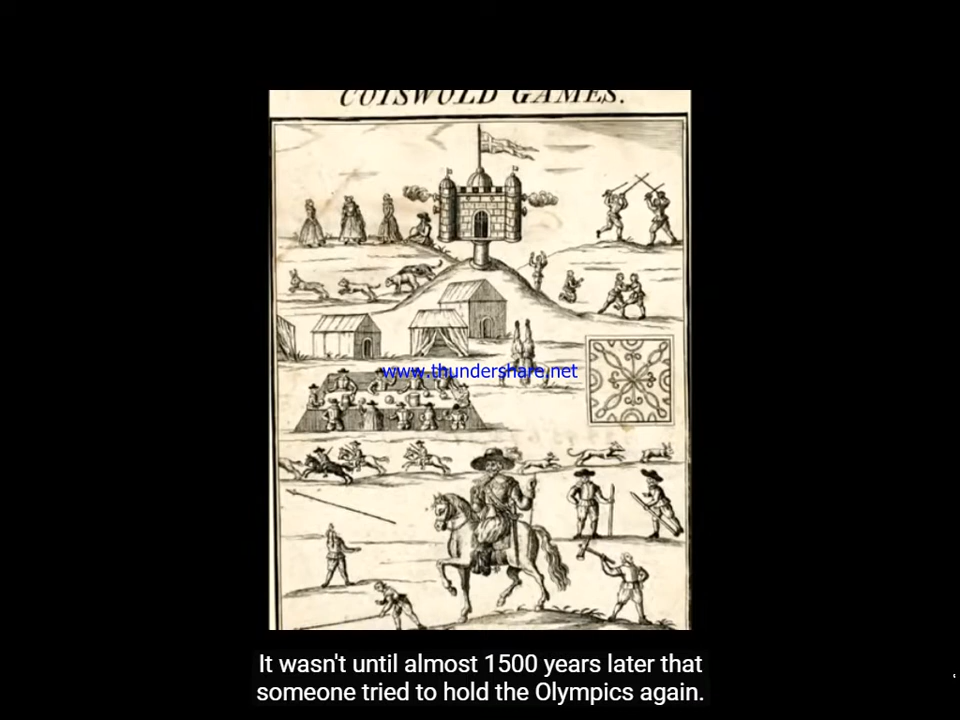 COTSWOLD GAMES.
www.thundershare.net
It wasn't until almost 1500 years later that
someone tried to hold the Olympics again.